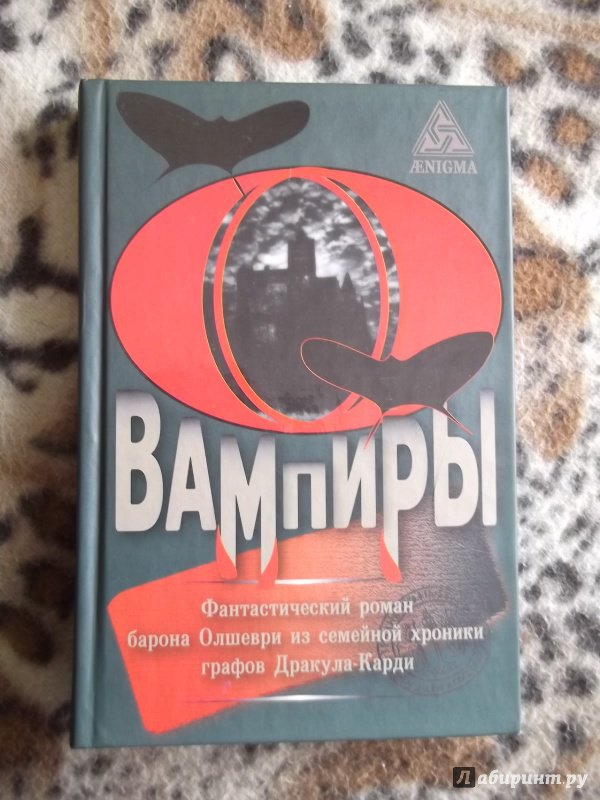 ÆNIGMA
ВАМПИРЫ
Фантастический роман
барона Олшеври из семейной хроники
графов Дракула-Карди
Лабиринт.ру